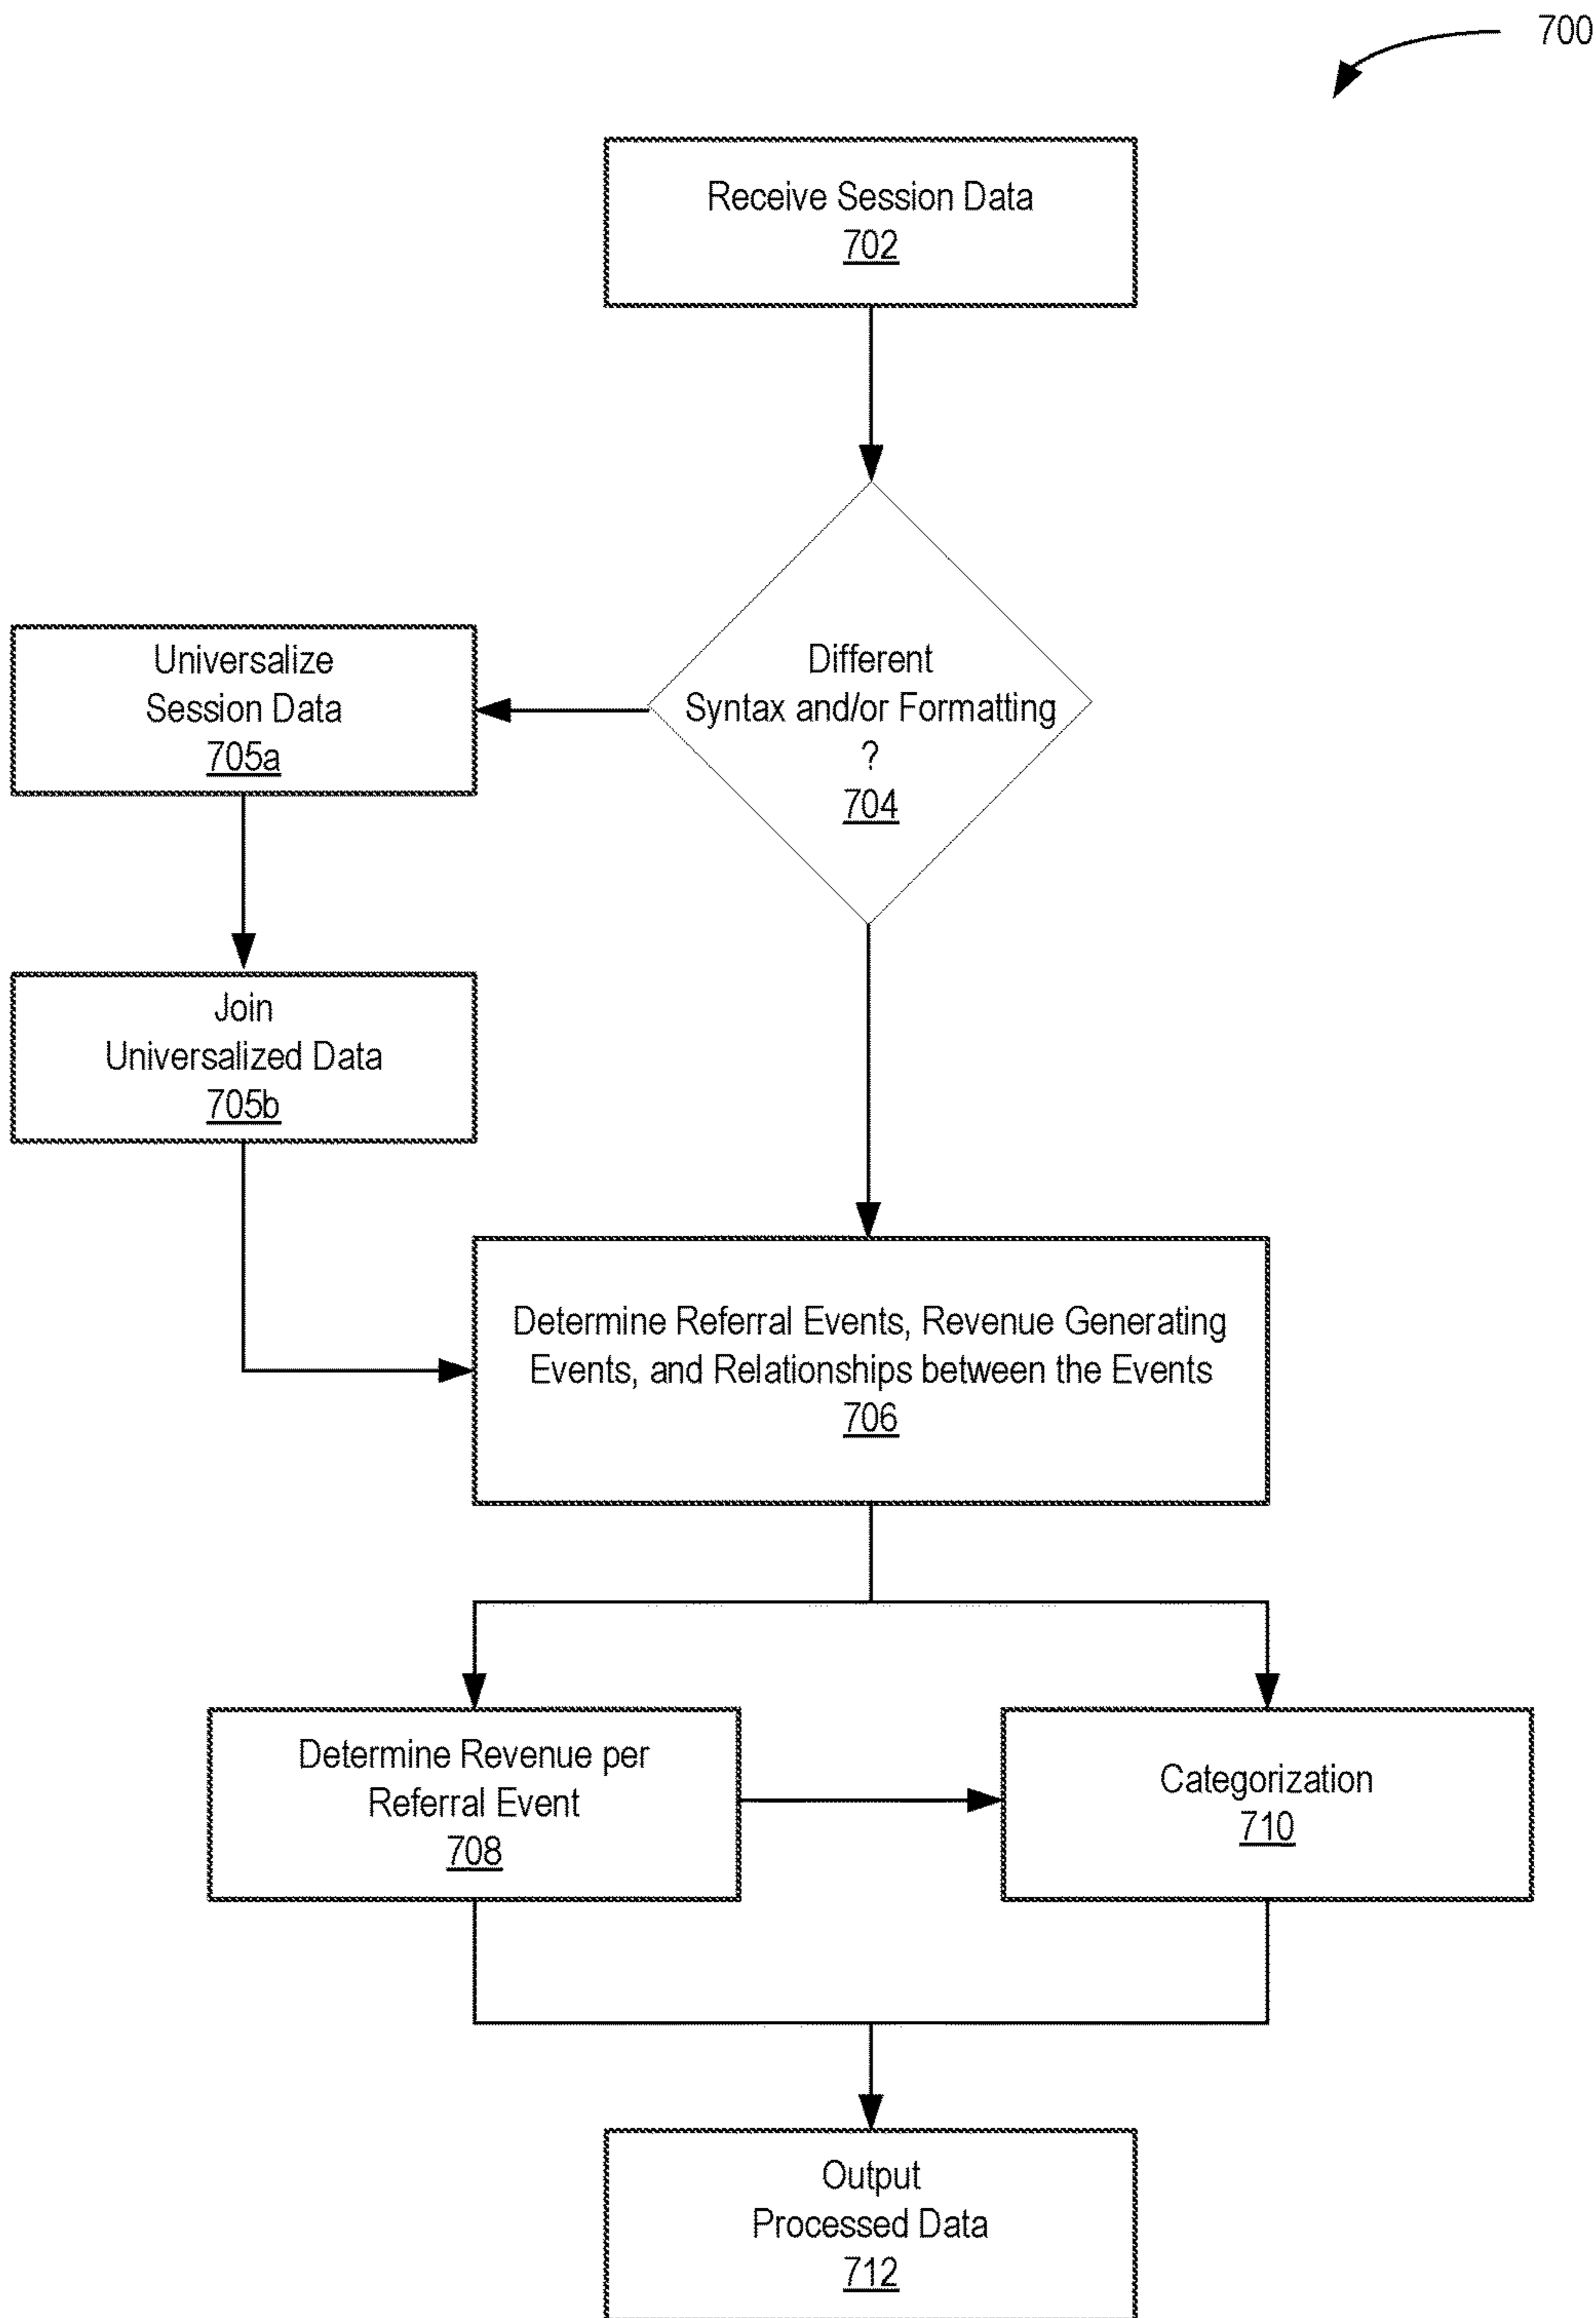 700
Receive Session Data
702
Different
Syntax and/or Formatting
?
704
Universalize
Session Data
705a
Join
Universalized Data
705b
Determine Referral Events, Revenue Generating
Events, and Relationships between the Events
706
Determine Revenue per
Referral Event
708
Categorization
710
Output
Processed Data
712